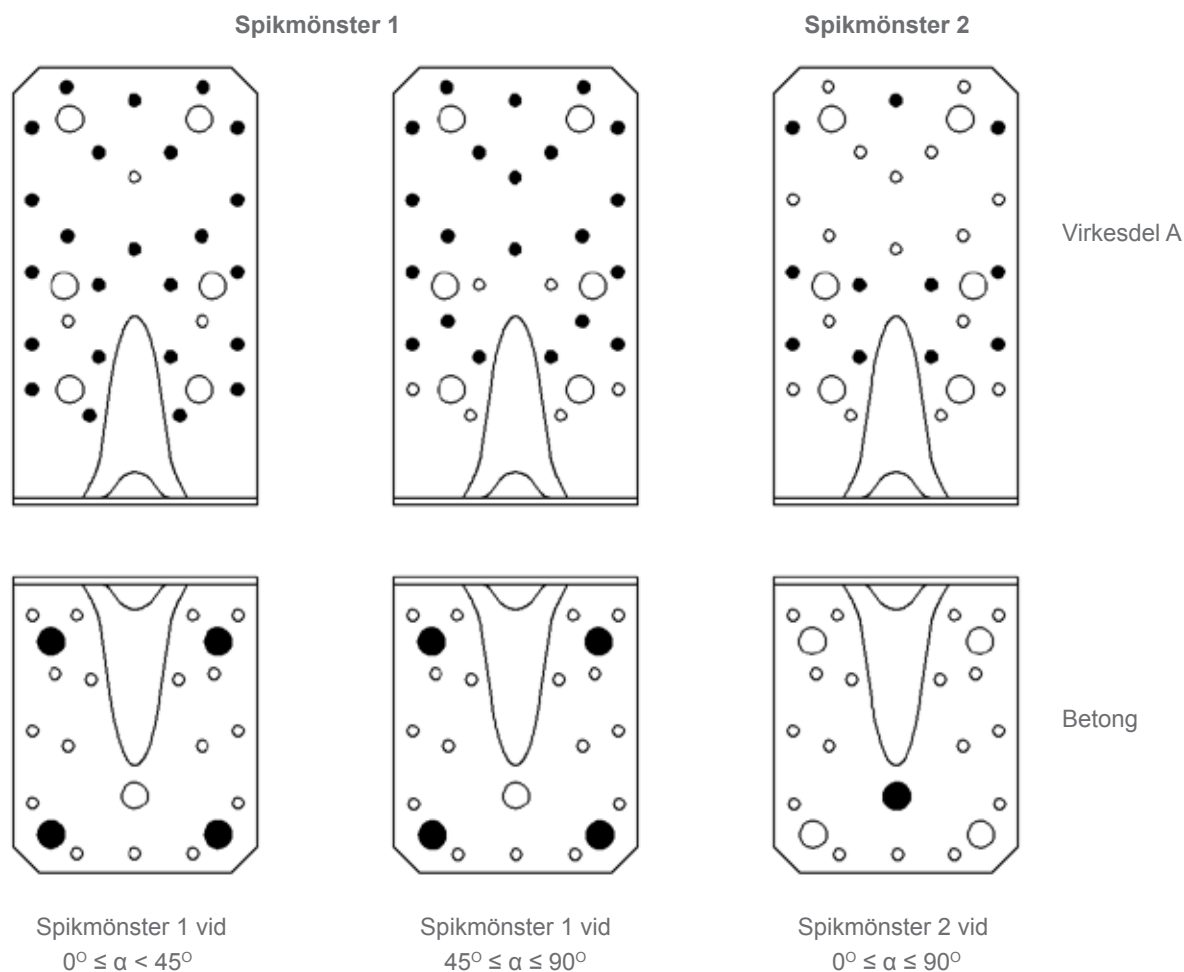 Spikmönster 1
Spikmönster 2
Virkesdel A
Betong
Spikmönster 1 vid
0° ≤ α < 45°
Spikmönster 1 vid
45° ≤ α ≤ 90°
Spikmönster 2 vid
0° ≤ α ≤ 90°